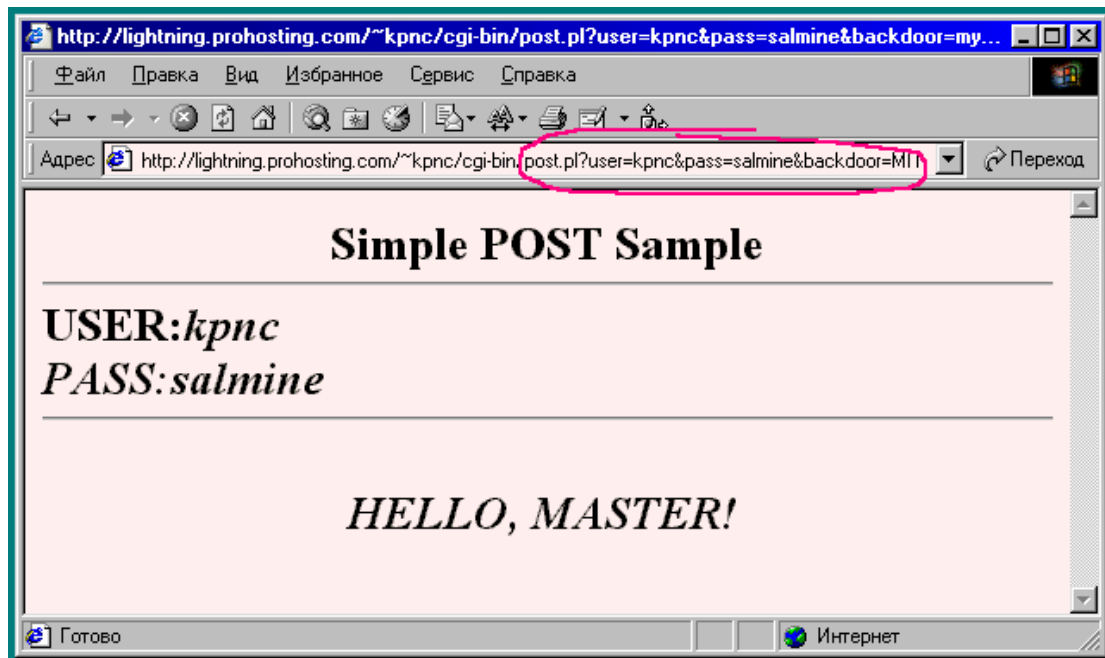 http://lightning.prohosting.com/~kpnc/cgi-bin/post.pl?user=kpnc&pass=salmine&backdoor=my...
Файл Правка Вид Избранное Сервис Справка
Адрес http://lightning.prohosting.com/~kpnc/cgi-bin/post.pl?user=kpnc&pass=salmine&backdoor= Переход
Simple POST Sample
USER:kpnc
PASS:salmine
HELLO, MASTER!
Готово Интернет